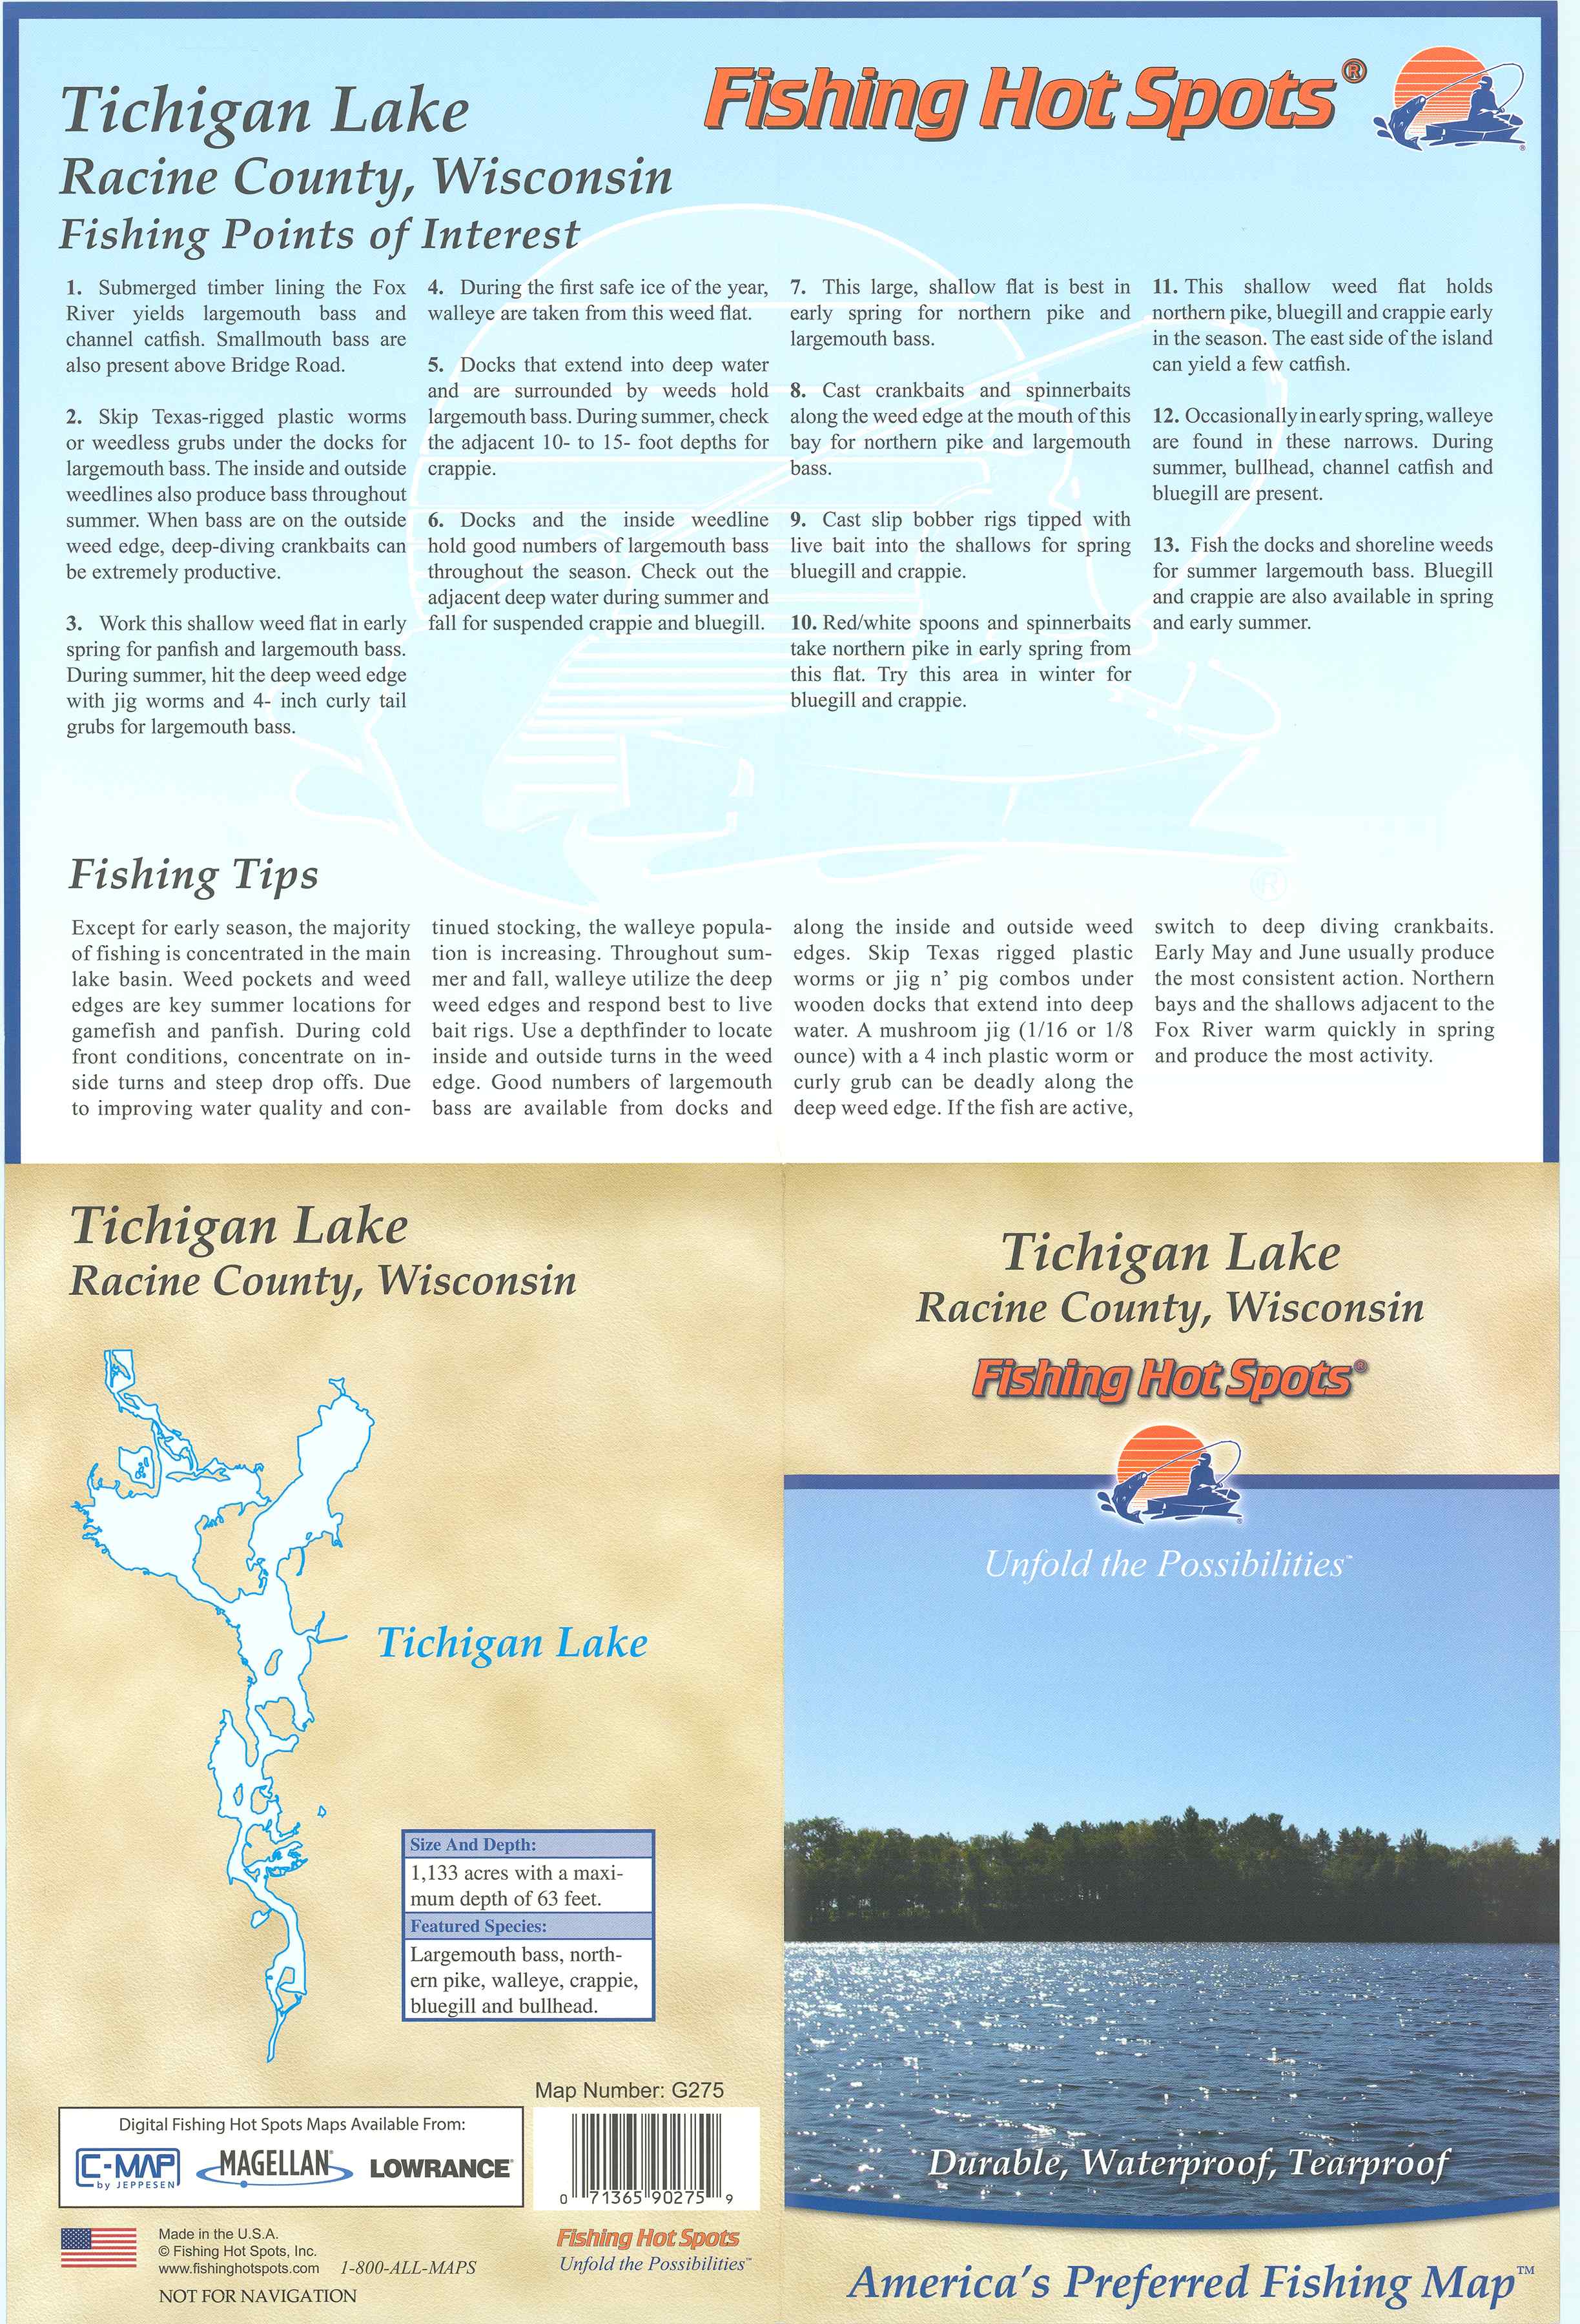 Tichigan Lake
Racine County, Wisconsin
Fishing Points of Interest
Fishing Hot Spots®
1. Submerged timber lining the Fox
River yields largemouth bass and
channel catfish. Smallmouth bass are
also present above Bridge Road.
2. Skip Texas-rigged plastic worms
or weedless grubs under the docks for
largemouth bass. The inside and outside
weedlines also produce bass throughout
summer. When bass are on the outside
weed edge, deep-diving crankbaits can
be extremely productive.
3. Work this shallow weed flat in early
spring for panfish and largemouth bass.
During summer, hit the deep weed edge
with jig worms and 4- inch curly tail
grubs for largemouth bass.
4. During the first safe ice of the year,
walleye are taken from this weed flat.
5. Docks that extend into deep water
and are surrounded by weeds hold
largemouth bass. During summer, check
the adjacent 10- to 15- foot depths for
crappie.
6. Docks and the inside weedline
hold good numbers of largemouth bass
throughout the season. Check out the
adjacent deep water during summer and
fall for suspended crappie and bluegill.
7. This large, shallow flat is best in
early spring for northern pike and
largemouth bass.
8. Cast crankbaits and spinnerbaits
along the weed edge at the mouth of this
bay for northern pike and largemouth
bass.
9. Cast slip bobber rigs tipped with
live bait into the shallows for spring
bluegill and crappie.
10. Red/white spoons and spinnerbaits
take northern pike in early spring from
this flat. Try this area in winter for
bluegill and crappie.
11. This shallow weed flat holds
northern pike, bluegill and crappie early
in the season. The east side of the island
can yield a few catfish.
12. Occasionally in early spring, walleye
are found in these narrows. During
summer, bullhead, channel catfish and
bluegill are present.
13. Fish the docks and shoreline weeds
for summer largemouth bass. Bluegill
and crappie are also available in spring
and early summer.
Fishing Tips
Except for early season, the majority
of fishing is concentrated in the main
lake basin. Weed pockets and weed
edges are key summer locations for
gamefish and panfish. During cold
front conditions, concentrate on in-
side turns and steep drop offs. Due
to improving water quality and con-
tinued stocking, the walleye popula-
tion is increasing. Throughout sum-
mer and fall, walleye utilize the deep
weed edges and respond best to live
bait rigs. Use a depthfinder to locate
inside and outside turns in the weed
edge. Good numbers of largemouth
bass are available from docks and
along the inside and outside weed
edges. Skip Texas rigged plastic
worms or jig n' pig combos under
wooden docks that extend into deep
water. A mushroom jig (1/16 or 1/8
ounce) with a 4 inch plastic worm or
curly grub can be deadly along the
deep weed edge. If the fish are active,
switch to deep diving crankbaits.
Early May and June usually produce
the most consistent action. Northern
bays and the shallows adjacent to the
Fox River warm quickly in spring
and produce the most activity.
Tichigan Lake
Racine County, Wisconsin
Tichigan Lake
Size And Depth:
1,133 acres with a maxi-
mum depth of 63 feet.
Featured Species:
Largemouth bass, north-
ern pike, walleye, crappie,
bluegill and bullhead.
Map Number: G275
Digital Fishing Hot Spots Maps Available From:
C-MAP
by JEPPESEN
MAGELLAN®
LOWRANCE®
0 71365 90275 9
Made in the U.S.A.
© Fishing Hot Spots, Inc.
www.fishinghotspots.com 1-800-ALL-MAPS
NOT FOR NAVIGATION
Fishing Hot Spots
Unfold the Possibilities™
Tichigan Lake
Racine County, Wisconsin
Fishing Hot Spots®
Unfold the Possibilities™
Durable, Waterproof, Tearproof
America's Preferred Fishing Map™